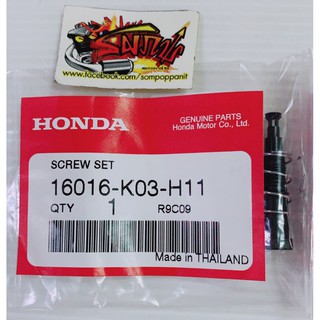 www.facebook.com/sompoppanit
HONDA
GENUINE PARTS
Honda Motor Co., Ltd.
SCREW SET
16016-K03-H11
QTY 1 R9C09
Made in THAILAND